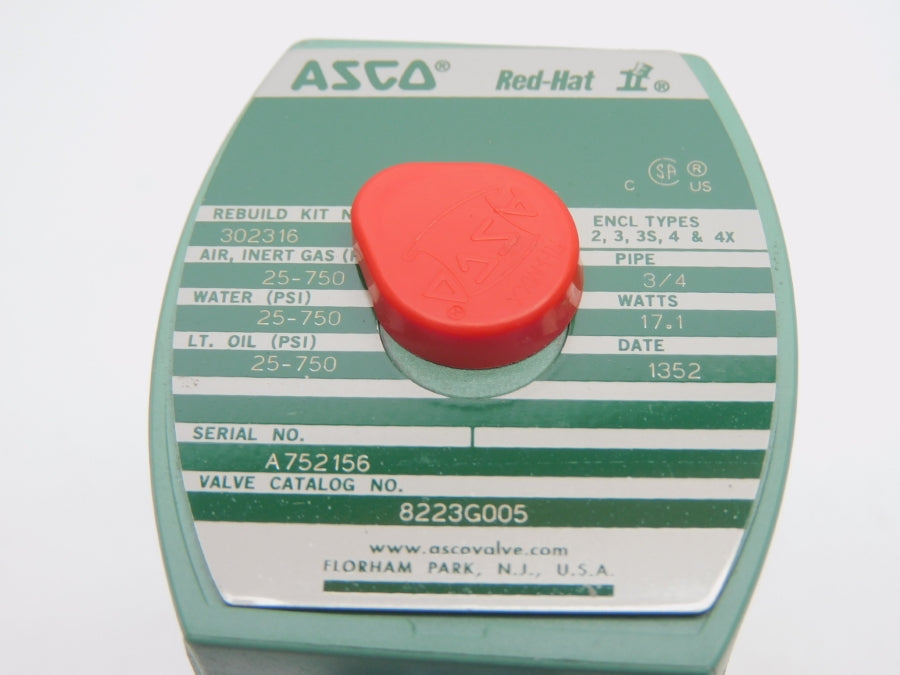 ASCO® Red-Hat II®
SA ®
C US
REBUILD KIT N
302316
ENCL TYPES
2, 3, 3S, 4 & 4X
AIR, INERT GAS (
25-750
PIPE
3/4
WATER (PSI)
25-750
WATTS
17.1
LT. OIL (PSI)
25-750
DATE
1352
ASCO®
SERIAL NO.
A752156
VALVE CATALOG NO.
8223G005
www.ascovalve.com
FLORHAM PARK, N.J., U.S.A.